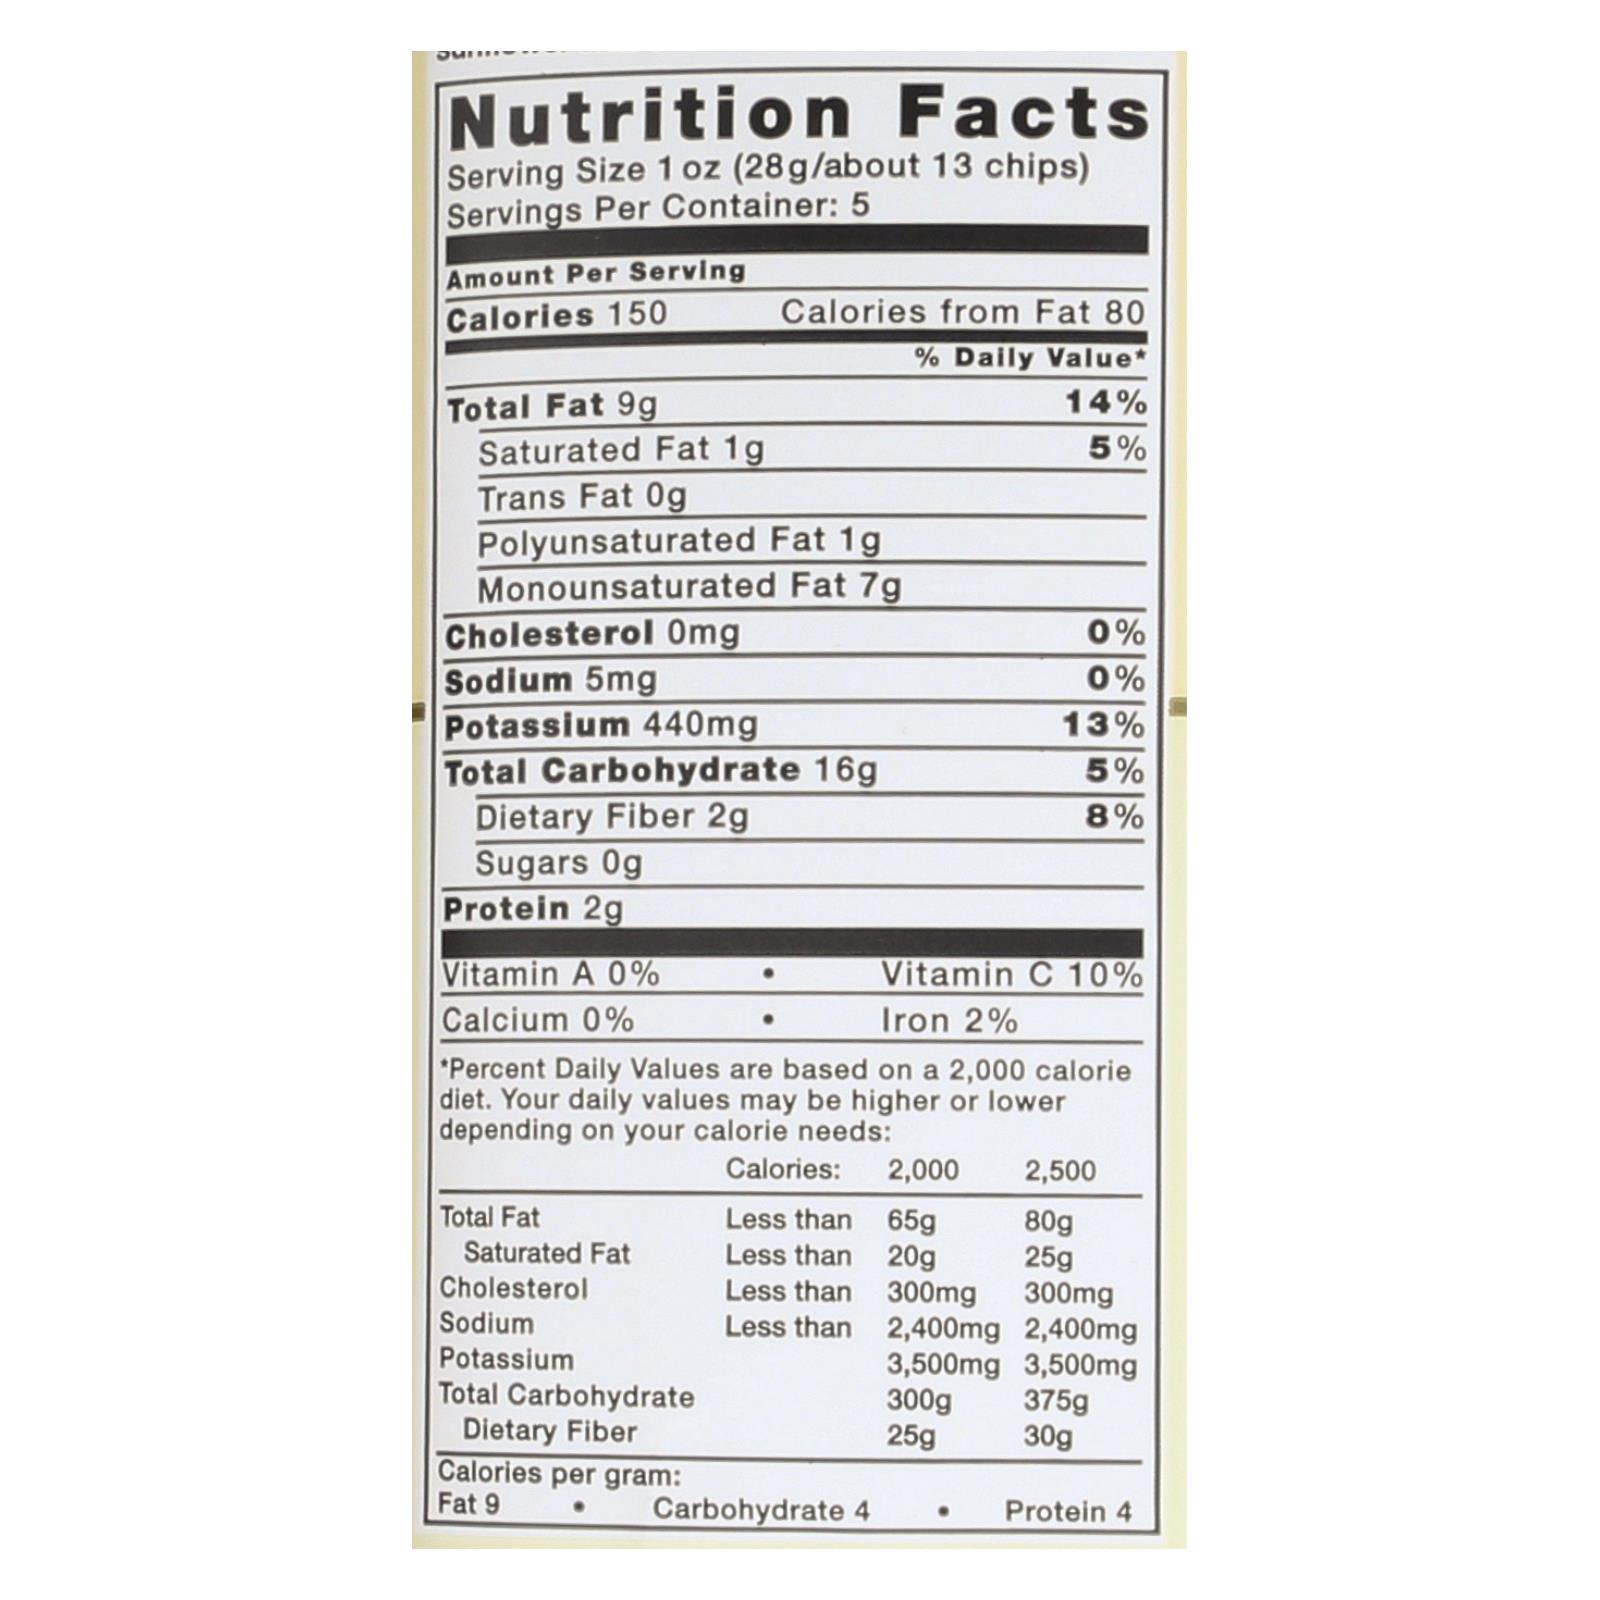 Nutrition Facts
Serving Size 1 oz (28g/about 13 chips)
Servings Per Container: 5
Amount Per Serving
Calories 150 Calories from Fat 80
% Daily Value*
Total Fat 9g 14%
Saturated Fat 1g 5%
Trans Fat 0g
Polyunsaturated Fat 1g
Monounsaturated Fat 7g
Cholesterol 0mg 0%
Sodium 5mg 0%
Potassium 440mg 13%
Total Carbohydrate 16g 5%
Dietary Fiber 2g 8%
Sugars 0g
Protein 2g
Vitamin A 0% • Vitamin C 10%
Calcium 0% • Iron 2%
*Percent Daily Values are based on a 2,000 calorie
diet. Your daily values may be higher or lower
depending on your calorie needs:
Calories: 2,000 2,500
Total Fat Less than 65g 80g
Saturated Fat Less than 20g 25g
Cholesterol Less than 300mg 300mg
Sodium Less than 2,400mg 2,400mg
Potassium 3,500mg 3,500mg
Total Carbohydrate 300g 375g
Dietary Fiber 25g 30g
Calories per gram:
Fat 9 • Carbohydrate 4 • Protein 4